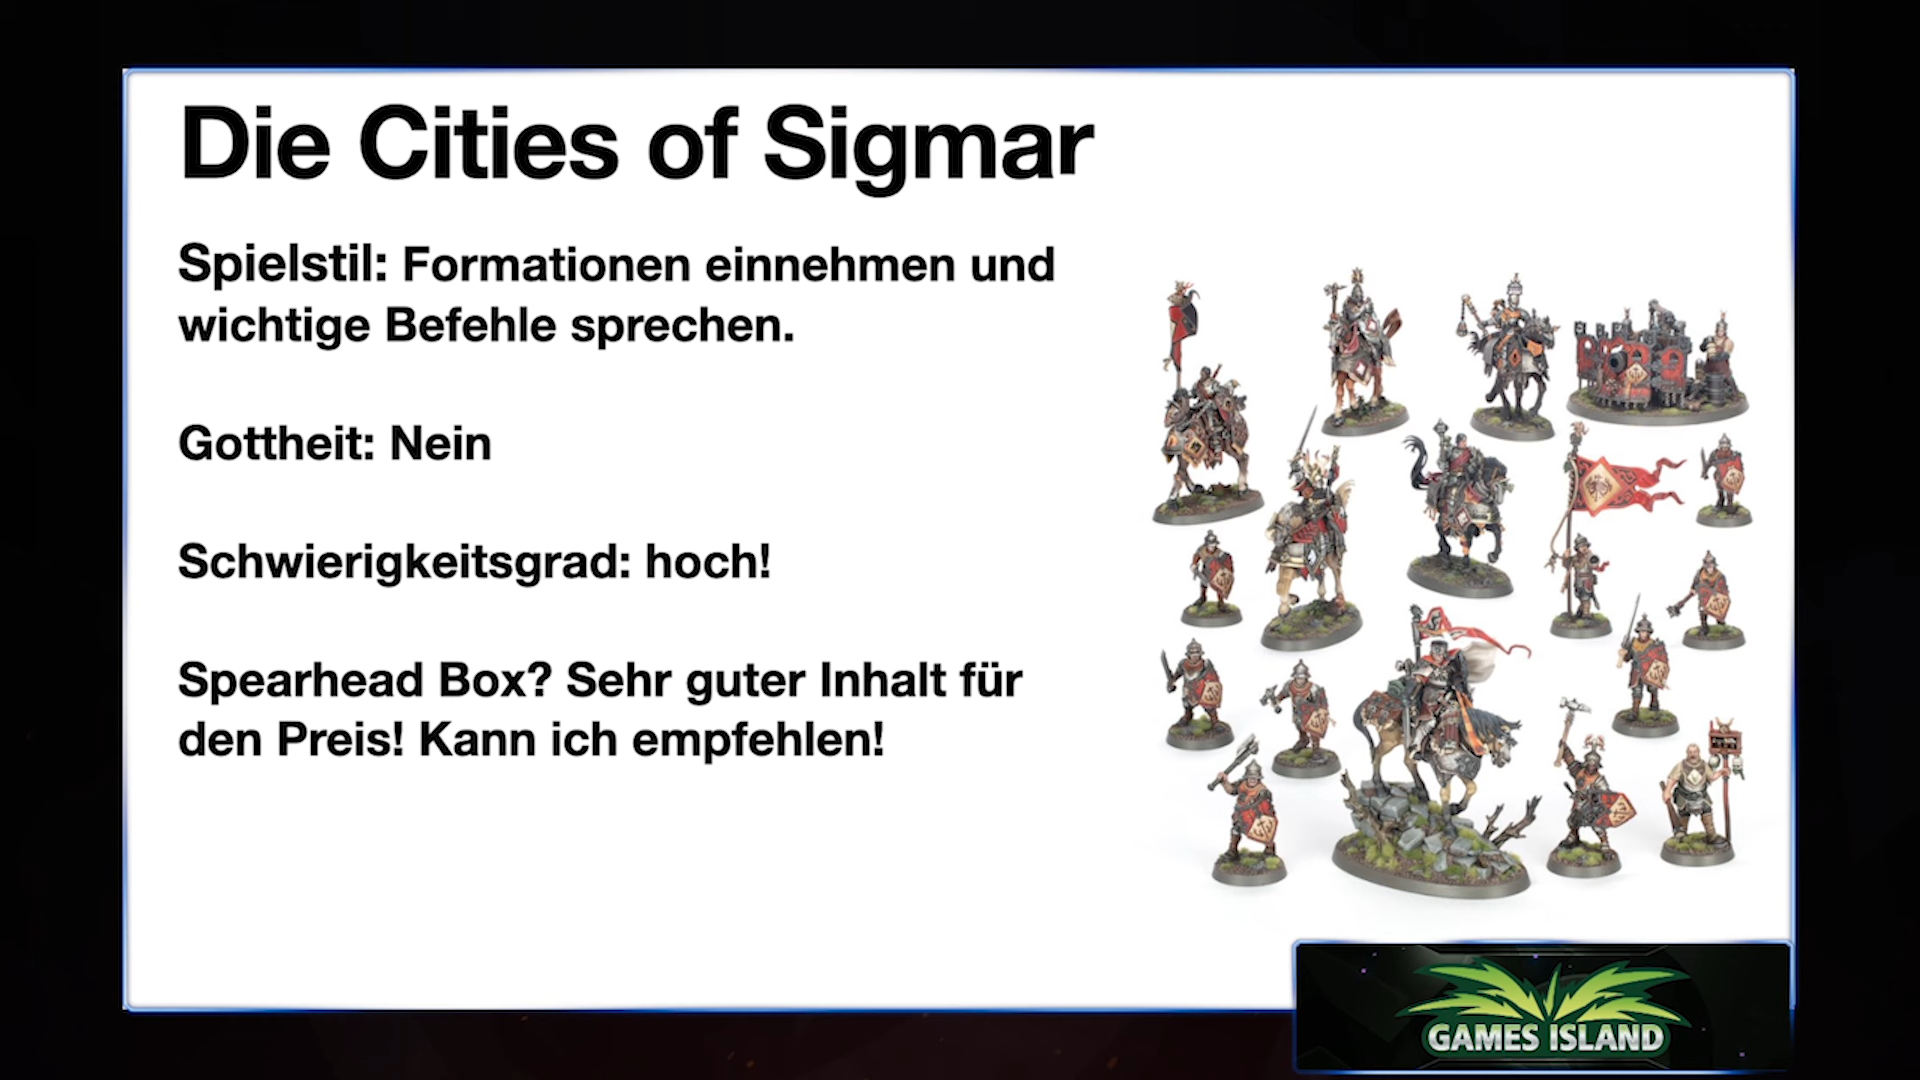 Die Cities of Sigmar
Spielstil: Formationen einnehmen und
wichtige Befehle sprechen.
Gottheit: Nein
Schwierigkeitsgrad: hoch!
Spearhead Box? Sehr guter Inhalt für
den Preis! Kann ich empfehlen!
GAMES ISLAND